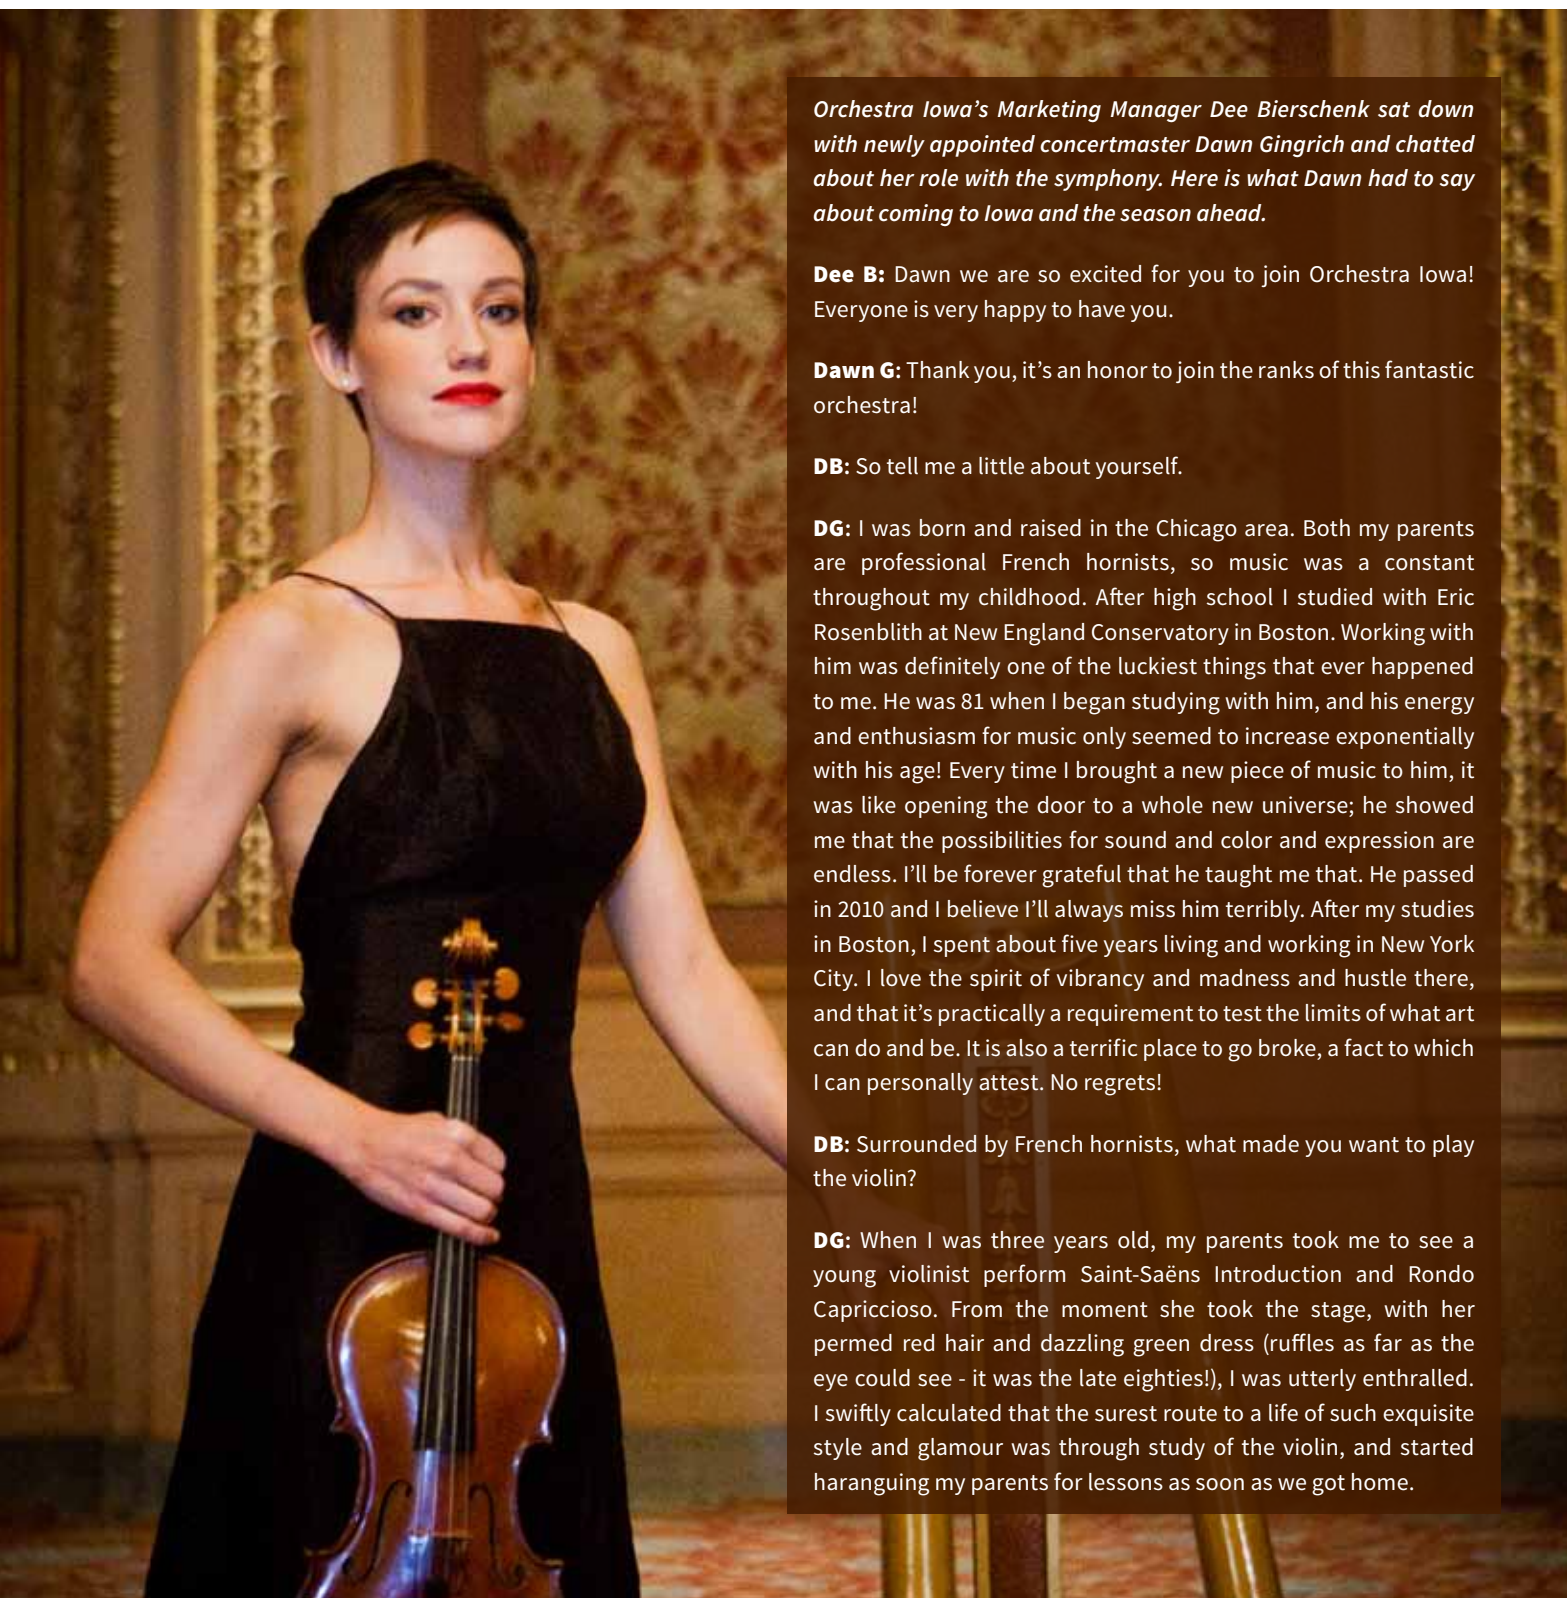 Orchestra Iowa’s Marketing Manager Dee Bierschenk sat down
with newly appointed concertmaster Dawn Gingrich and chatted
about her role with the symphony. Here is what Dawn had to say
about coming to Iowa and the season ahead.
Dee B: Dawn we are so excited for you to join Orchestra Iowa!
Everyone is very happy to have you.
Dawn G: Thank you, it’s an honor to join the ranks of this fantastic
orchestra!
DB: So tell me a little about yourself.
DG: I was born and raised in the Chicago area. Both my parents
are professional French hornists, so music was a constant
throughout my childhood. After high school I studied with Eric
Rosenblith at New England Conservatory in Boston. Working with
him was definitely one of the luckiest things that ever happened
to me. He was 81 when I began studying with him, and his energy
and enthusiasm for music only seemed to increase exponentially
with his age! Every time I brought a new piece of music to him, it
was like opening the door to a whole new universe; he showed
me that the possibilities for sound and color and expression are
endless. I’ll be forever grateful that he taught me that. He passed
in 2010 and I believe I’ll always miss him terribly. After my studies
in Boston, I spent about five years living and working in New York
City. I love the spirit of vibrancy and madness and hustle there,
and that it’s practically a requirement to test the limits of what art
can do and be. It is also a terrific place to go broke, a fact to which
I can personally attest. No regrets!
DB: Surrounded by French hornists, what made you want to play
the violin?
DG: When I was three years old, my parents took me to see a
young violinist perform Saint-Saëns Introduction and Rondo
Capriccioso. From the moment she took the stage, with her
permed red hair and dazzling green dress (ruffles as far as the
eye could see - it was the late eighties!), I was utterly enthralled.
I swiftly calculated that the surest route to a life of such exquisite
style and glamour was through study of the violin, and started
haranguing my parents for lessons as soon as we got home.